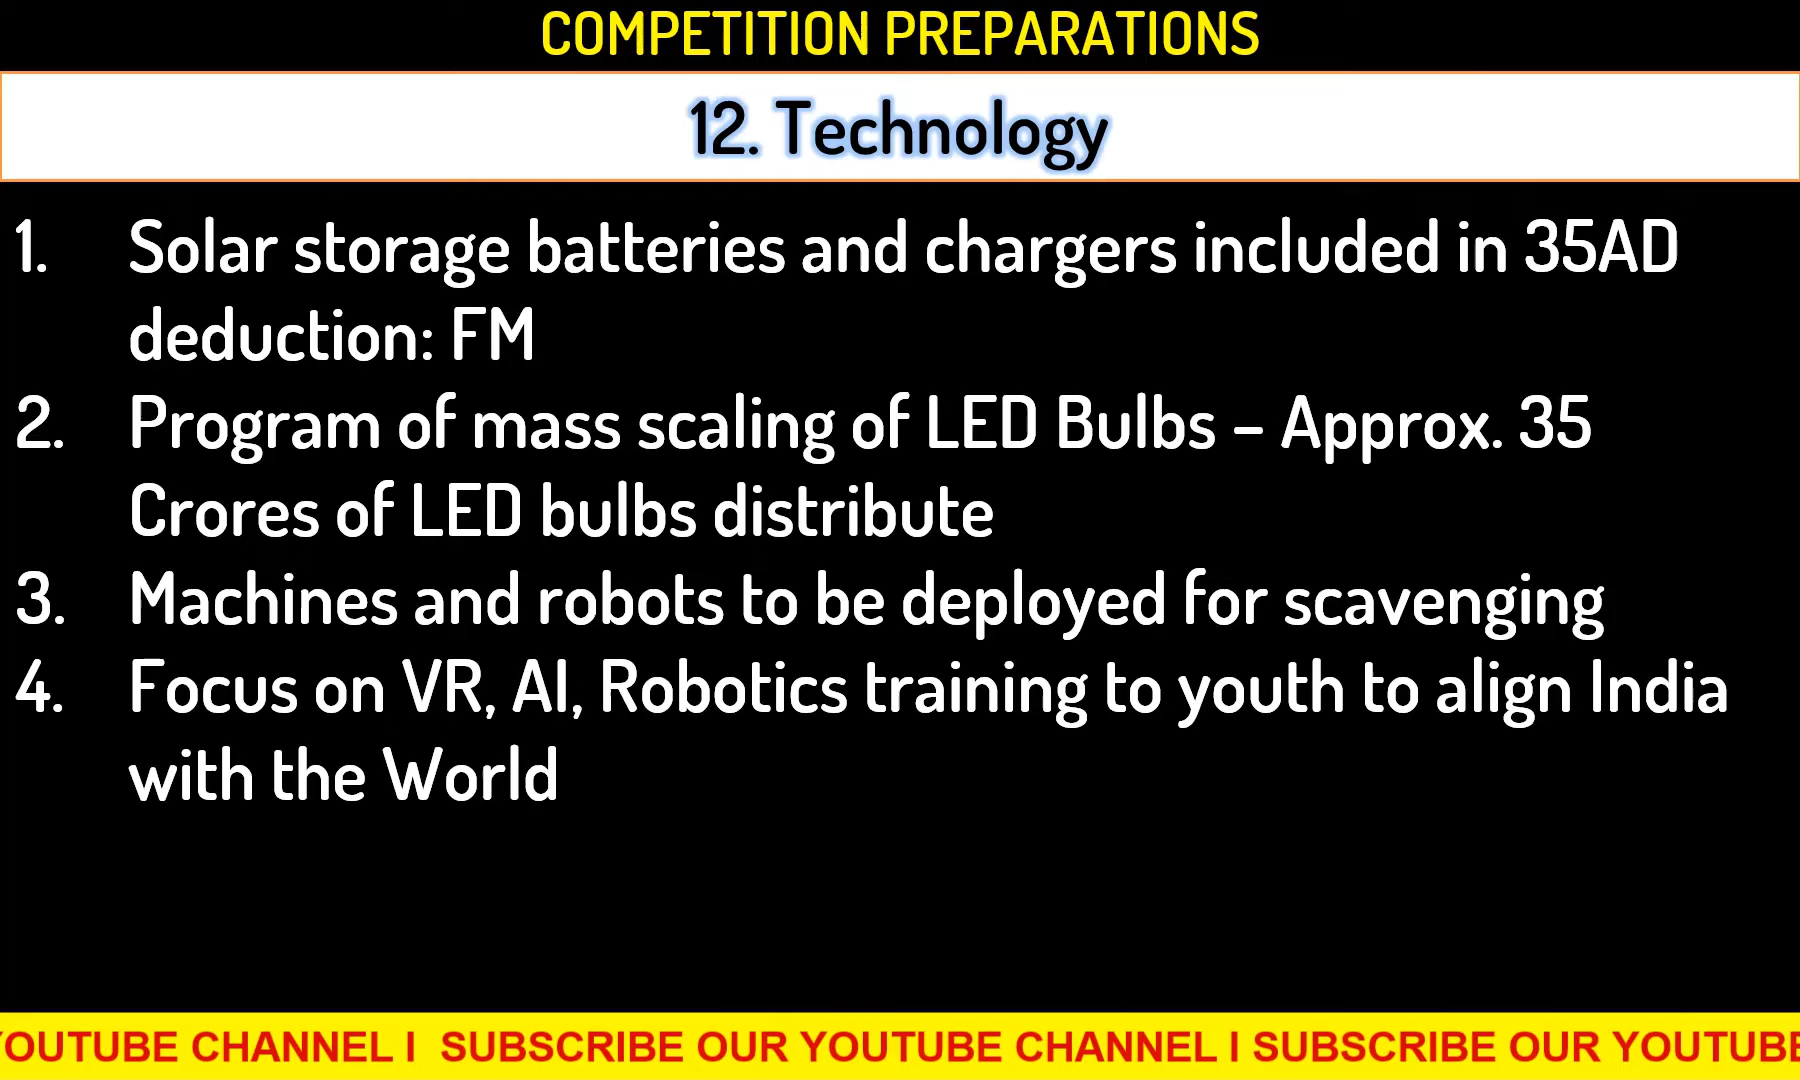 COMPETITION PREPARATIONS
12. Technology
1. Solar storage batteries and chargers included in 35AD
deduction: FM
2. Program of mass scaling of LED Bulbs – Approx. 35
Crores of LED bulbs distribute
3. Machines and robots to be deployed for scavenging
4. Focus on VR, AI, Robotics training to youth to align India
with the World
YOUTUBE CHANNEL I SUBSCRIBE OUR YOUTUBE CHANNEL I SUBSCRIBE OUR YOUTUBE